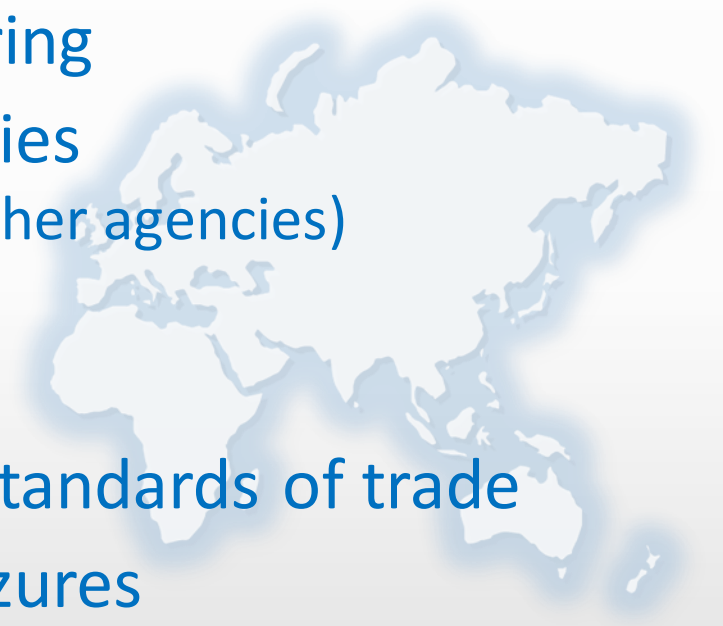 ring
ies
her agencies)
tandards of trade
zures